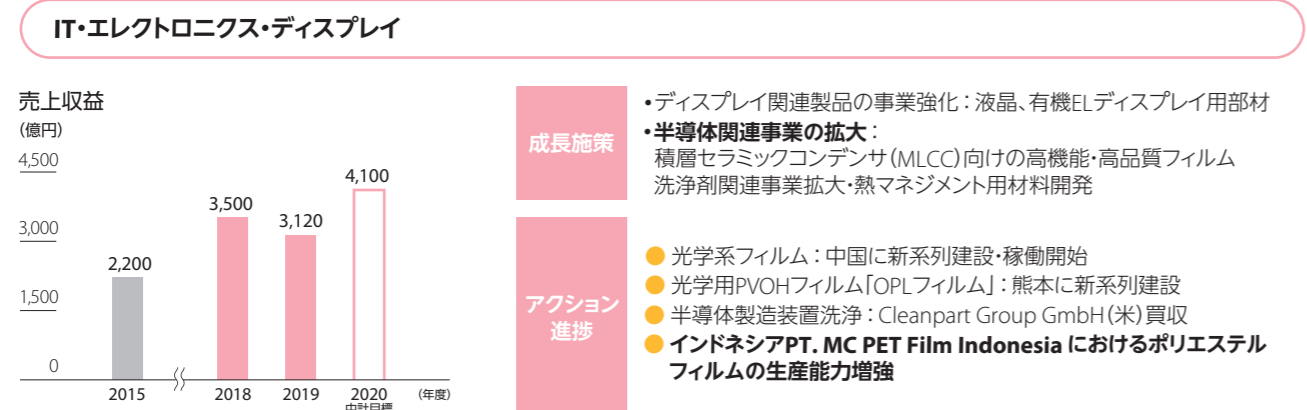 IT・エレクトロニクス・ディスプレイ
売上収益
(億円)
4,500
3,000
1,500
0
2,200
3,500
3,120
4,100
2015
2018
2019
2020
中計目標
(年度)
成長施策
・ディスプレイ関連製品の事業強化：液晶、有機ELディスプレイ用部材
・半導体関連事業の拡大：
積層セラミックコンデンサ（MLCC）向けの高機能・高品質フィルム
洗浄剤関連事業拡大・熱マネジメント用材料開発
アクション
進捗
● 光学系フィルム：中国に新系列建設・稼働開始
● 光学用PVOHフィルム「OPLフィルム」：熊本に新系列建設
● 半導体製造装置洗浄：Cleanpart Group GmbH（米）買収
● インドネシアPT. MC PET Film Indonesia におけるポリエステル
フィルムの生産能力増強